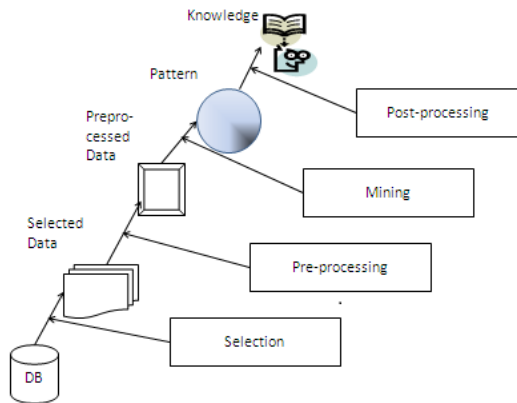 Knowledge
Pattern
Post-processing
Prepro-
cessed
Data
Mining
Selected
Data
Pre-processing
Selection
DB